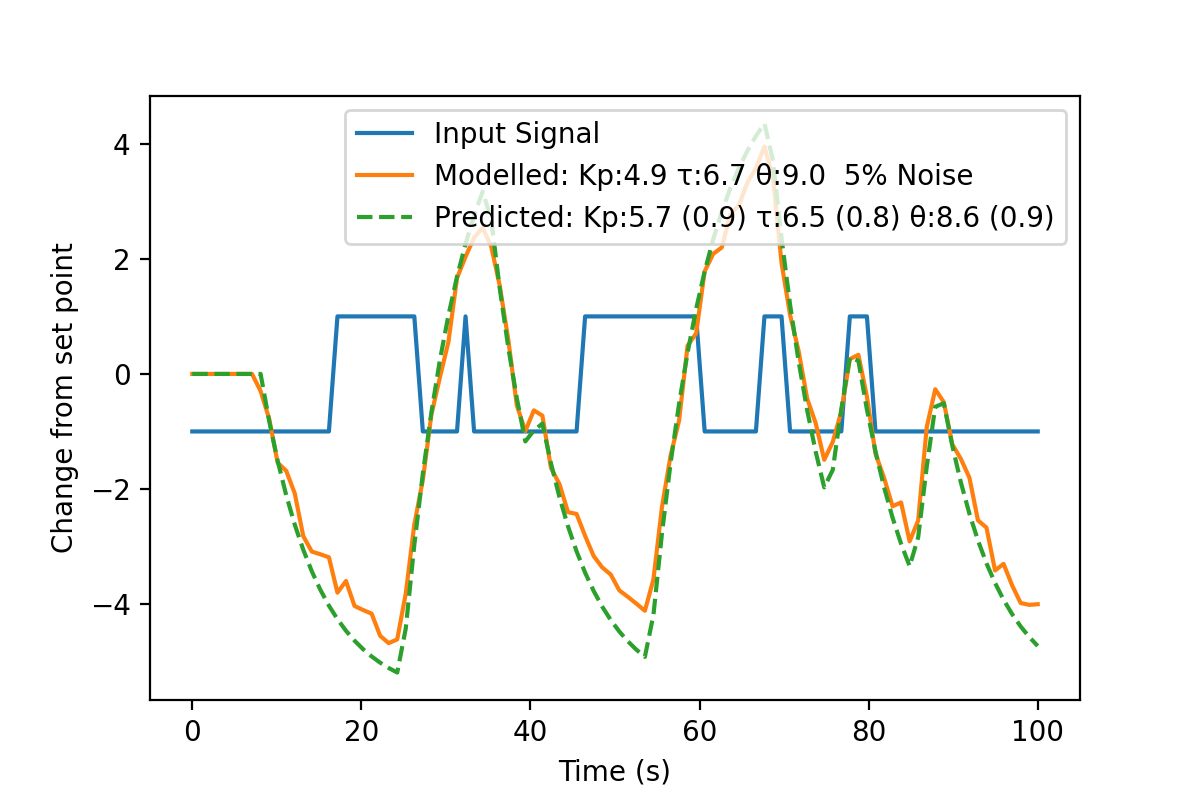 Input Signal
Modelled: Kp:4.9 τ:6.7 θ:9.0  5% Noise
Predicted: Kp:5.7 (0.9) τ:6.5 (0.8) θ:8.6 (0.9)
Change from set point
4
2
0
−2
−4
0 20 40 60 80 100
Time (s)